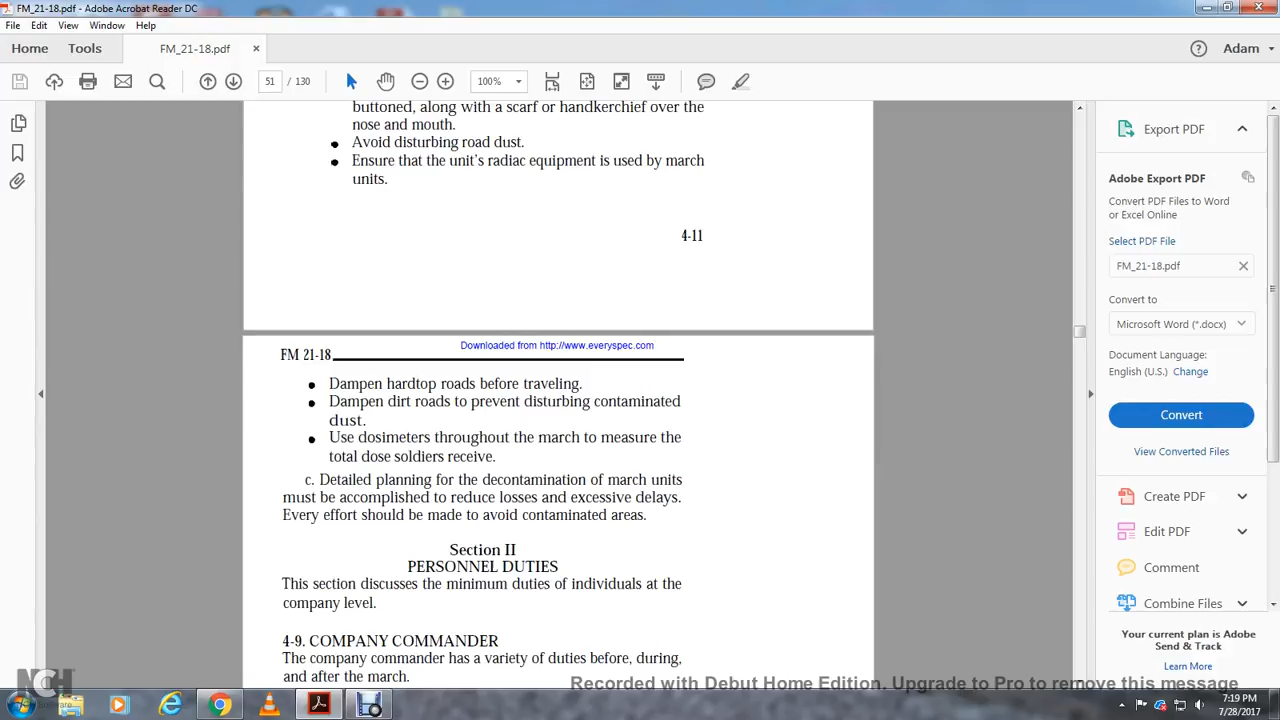 FM_21-18.pdf - Adobe Acrobat Reader DC
File Edit View Window Help
Home Tools FM_21-18.pdf × Adam
51 / 130 100%
buttoned, along with a scarf or handkerchief over the
nose and mouth.
● Avoid disturbing road dust.
● Ensure that the unit's radiac equipment is used by march
units.
4-11
Downloaded from http://www.everyspec.com
FM 21-18
● Dampen hardtop roads before traveling.
● Dampen dirt roads to prevent disturbing contaminated
dust.
● Use dosimeters throughout the march to measure the
total dose soldiers receive.
c. Detailed planning for the decontamination of march units
must be accomplished to reduce losses and excessive delays.
Every effort should be made to avoid contaminated areas.
Section II
PERSONNEL DUTIES
This section discusses the minimum duties of individuals at the
company level.
4-9. COMPANY COMMANDER
The company commander has a variety of duties before, during,
and after the march.
Export PDF
Adobe Export PDF
Convert PDF Files to Word
or Excel Online
Select PDF File
FM_21-18.pdf
Convert to
Microsoft Word (*.docx)
Document Language:
English (U.S.) Change
Convert
View Converted Files
Create PDF
Edit PDF
Comment
Combine Files
Your current plan is Adobe
Send & Track
Learn More
NCH
Software
Recorded with Debut Home Edition. Upgrade to Pro to remove this message
7:19 PM
7/28/2017